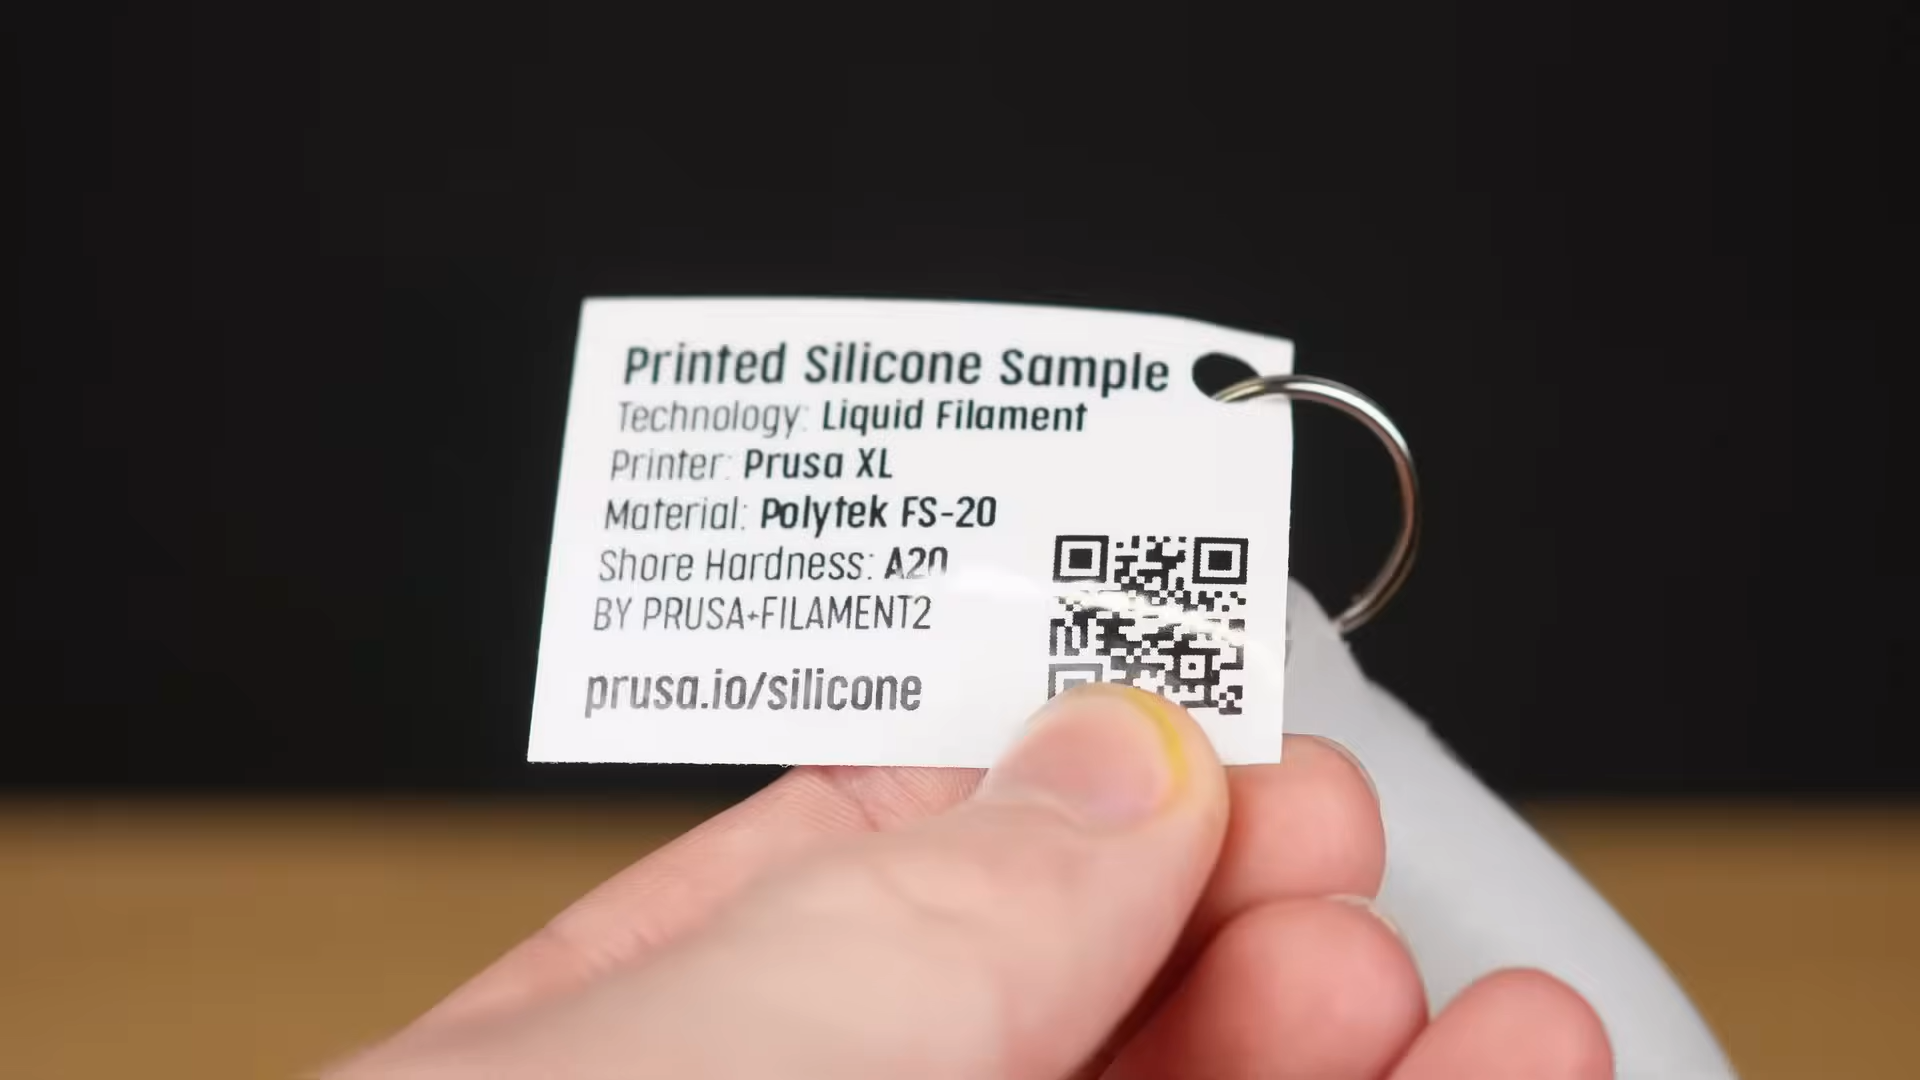 Printed Silicone Sample
Technology: Liquid Filament
Printer: Prusa XL
Material: Polytek FS-20
Shore Hardness: A20
BY PRUSA+FILAMENT2
prusa.io/silicone